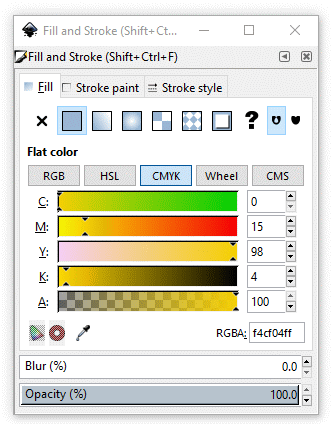 Fill and Stroke (Shift+Ct...
Fill and Stroke (Shift+Ctrl+F)
Fill Stroke paint Stroke style
?
Flat color
RGB HSL CMYK Wheel CMS
C: 0
M: 15
Y: 98
K: 4
A: 100
RGBA: f4cf04ff
Blur (%) 0.0
Opacity (%) 100.0